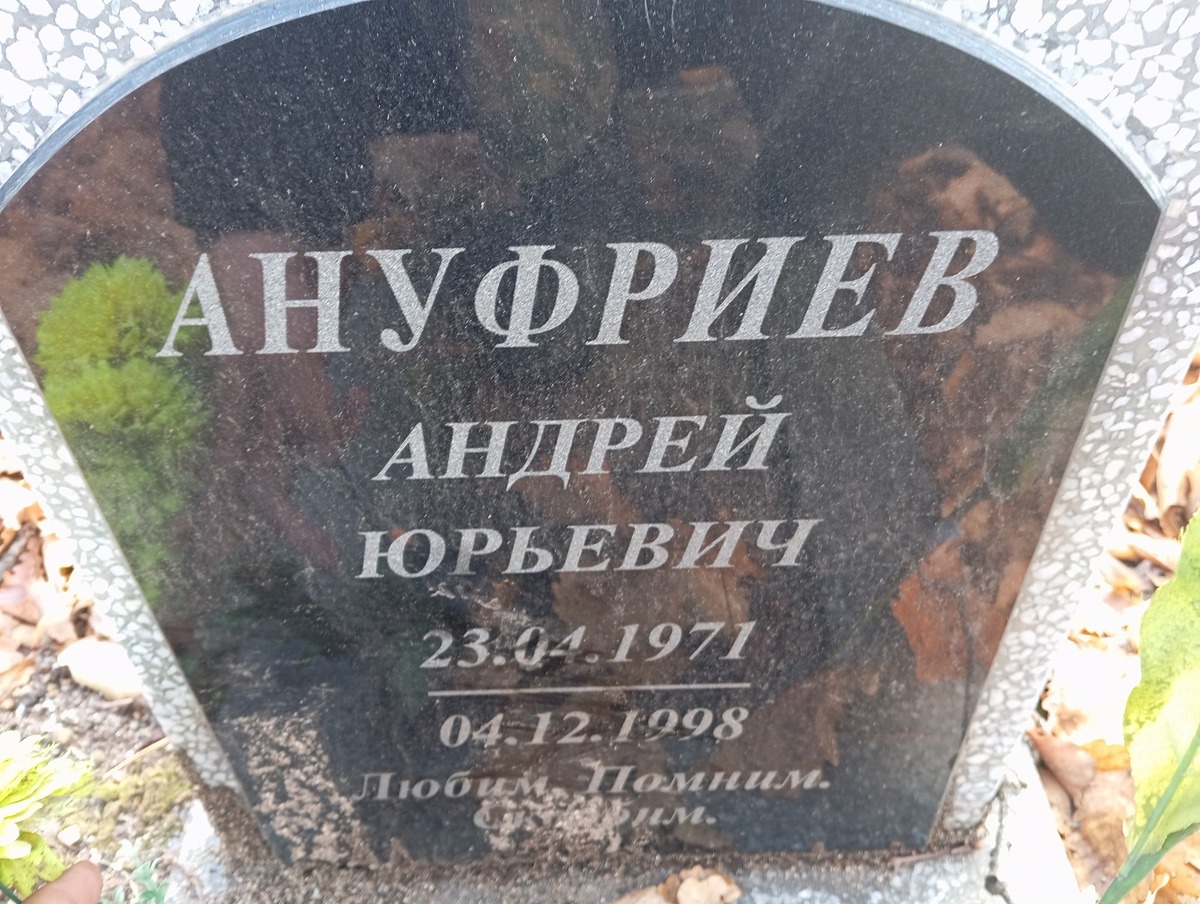 АНУФРИЕВ
АНДРЕЙ
ЮРЬЕВИЧ
23.04.1971
04.12.1998
Любим. Помним.
Скорбим.